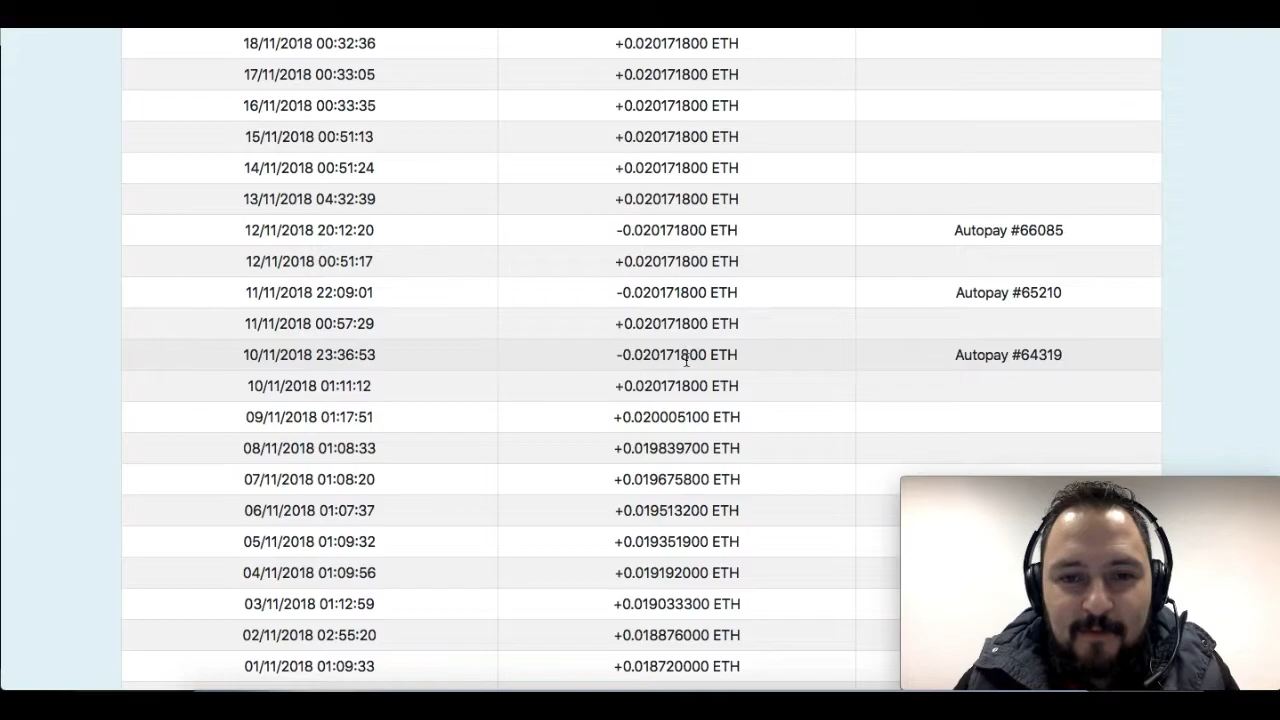 18/11/2018 00:32:36 +0.020171800 ETH
17/11/2018 00:33:05 +0.020171800 ETH
16/11/2018 00:33:35 +0.020171800 ETH
15/11/2018 00:51:13 +0.020171800 ETH
14/11/2018 00:51:24 +0.020171800 ETH
13/11/2018 04:32:39 +0.020171800 ETH
12/11/2018 20:12:20 -0.020171800 ETH Autopay #66085
12/11/2018 00:51:17 +0.020171800 ETH
11/11/2018 22:09:01 -0.020171800 ETH Autopay #65210
11/11/2018 00:57:29 +0.020171800 ETH
10/11/2018 23:36:53 -0.020171800 ETH Autopay #64319
10/11/2018 01:11:12 +0.020171800 ETH
09/11/2018 01:17:51 +0.020005100 ETH
08/11/2018 01:08:33 +0.019839700 ETH
07/11/2018 01:08:20 +0.019675800 ETH
06/11/2018 01:07:37 +0.019513200 ETH
05/11/2018 01:09:32 +0.019351900 ETH
04/11/2018 01:09:56 +0.019192000 ETH
03/11/2018 01:12:59 +0.019033300 ETH
02/11/2018 02:55:20 +0.018876000 ETH
01/11/2018 01:09:33 +0.018720000 ETH